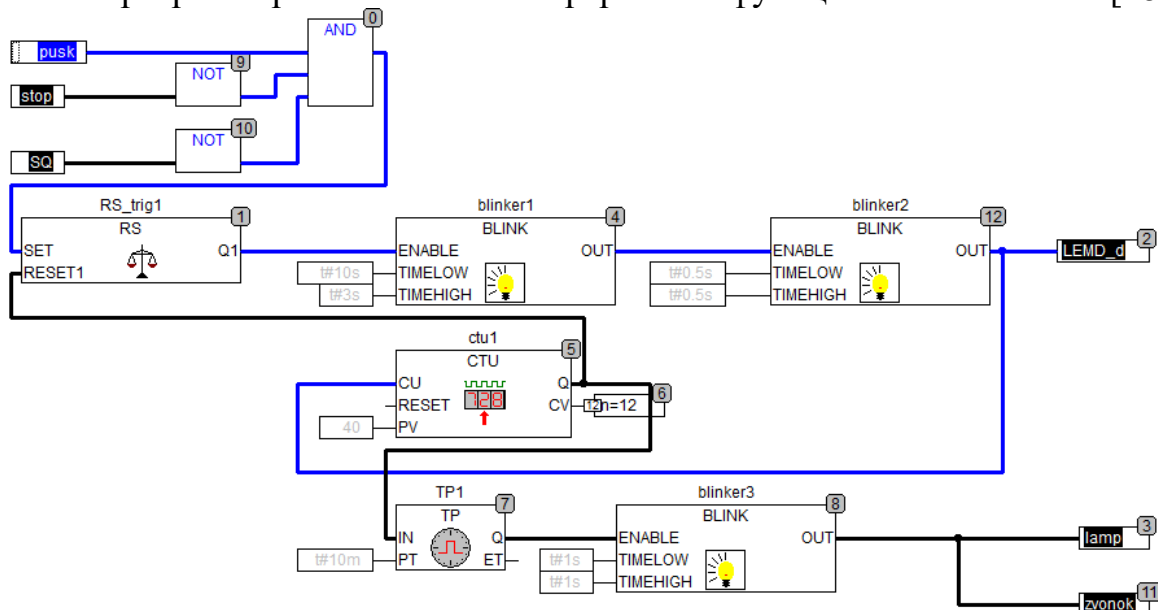 0
AND
pusk
9
NOT
stop
10
NOT
SQ
RS_trig1
1
RS
SET
Q1
RESET1
blinker1
4
BLINK
ENABLE
OUT
t#10s
TIMELOW
t#3s
TIMEHIGH
blinker2
12
BLINK
ENABLE
OUT
t#0.5s
TIMELOW
t#0.5s
TIMEHIGH
2
LEMD_d
ctu1
5
CTU
CU
Q
728
RESET
CV
40
PV
6
12
n=12
TP1
7
TP
IN
Q
t#10m
PT
ET
blinker3
8
BLINK
ENABLE
OUT
t#1s
TIMELOW
t#1s
TIMEHIGH
3
lamp
11
zvonok